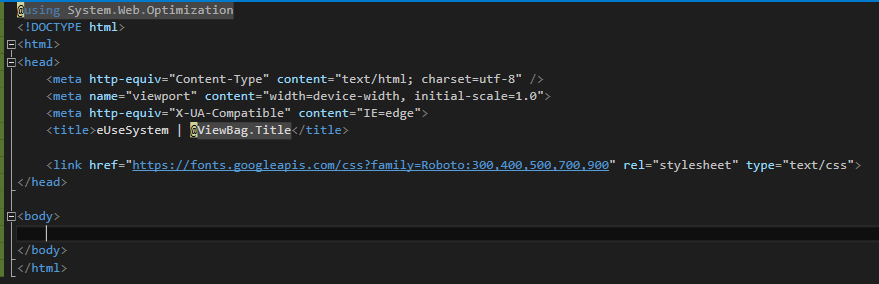 @using System.Web.Optimization
<!DOCTYPE html>
<html>
<head>
    <meta http-equiv="Content-Type" content="text/html; charset=utf-8" />
    <meta name="viewport" content="width=device-width, initial-scale=1.0">
    <meta http-equiv="X-UA-Compatible" content="IE=edge">
    <title>eUseSystem | @ViewBag.Title</title>

    <link href="https://fonts.googleapis.com/css?family=Roboto:300,400,500,700,900" rel="stylesheet" type="text/css">
</head>

<body>

</body>
</html>